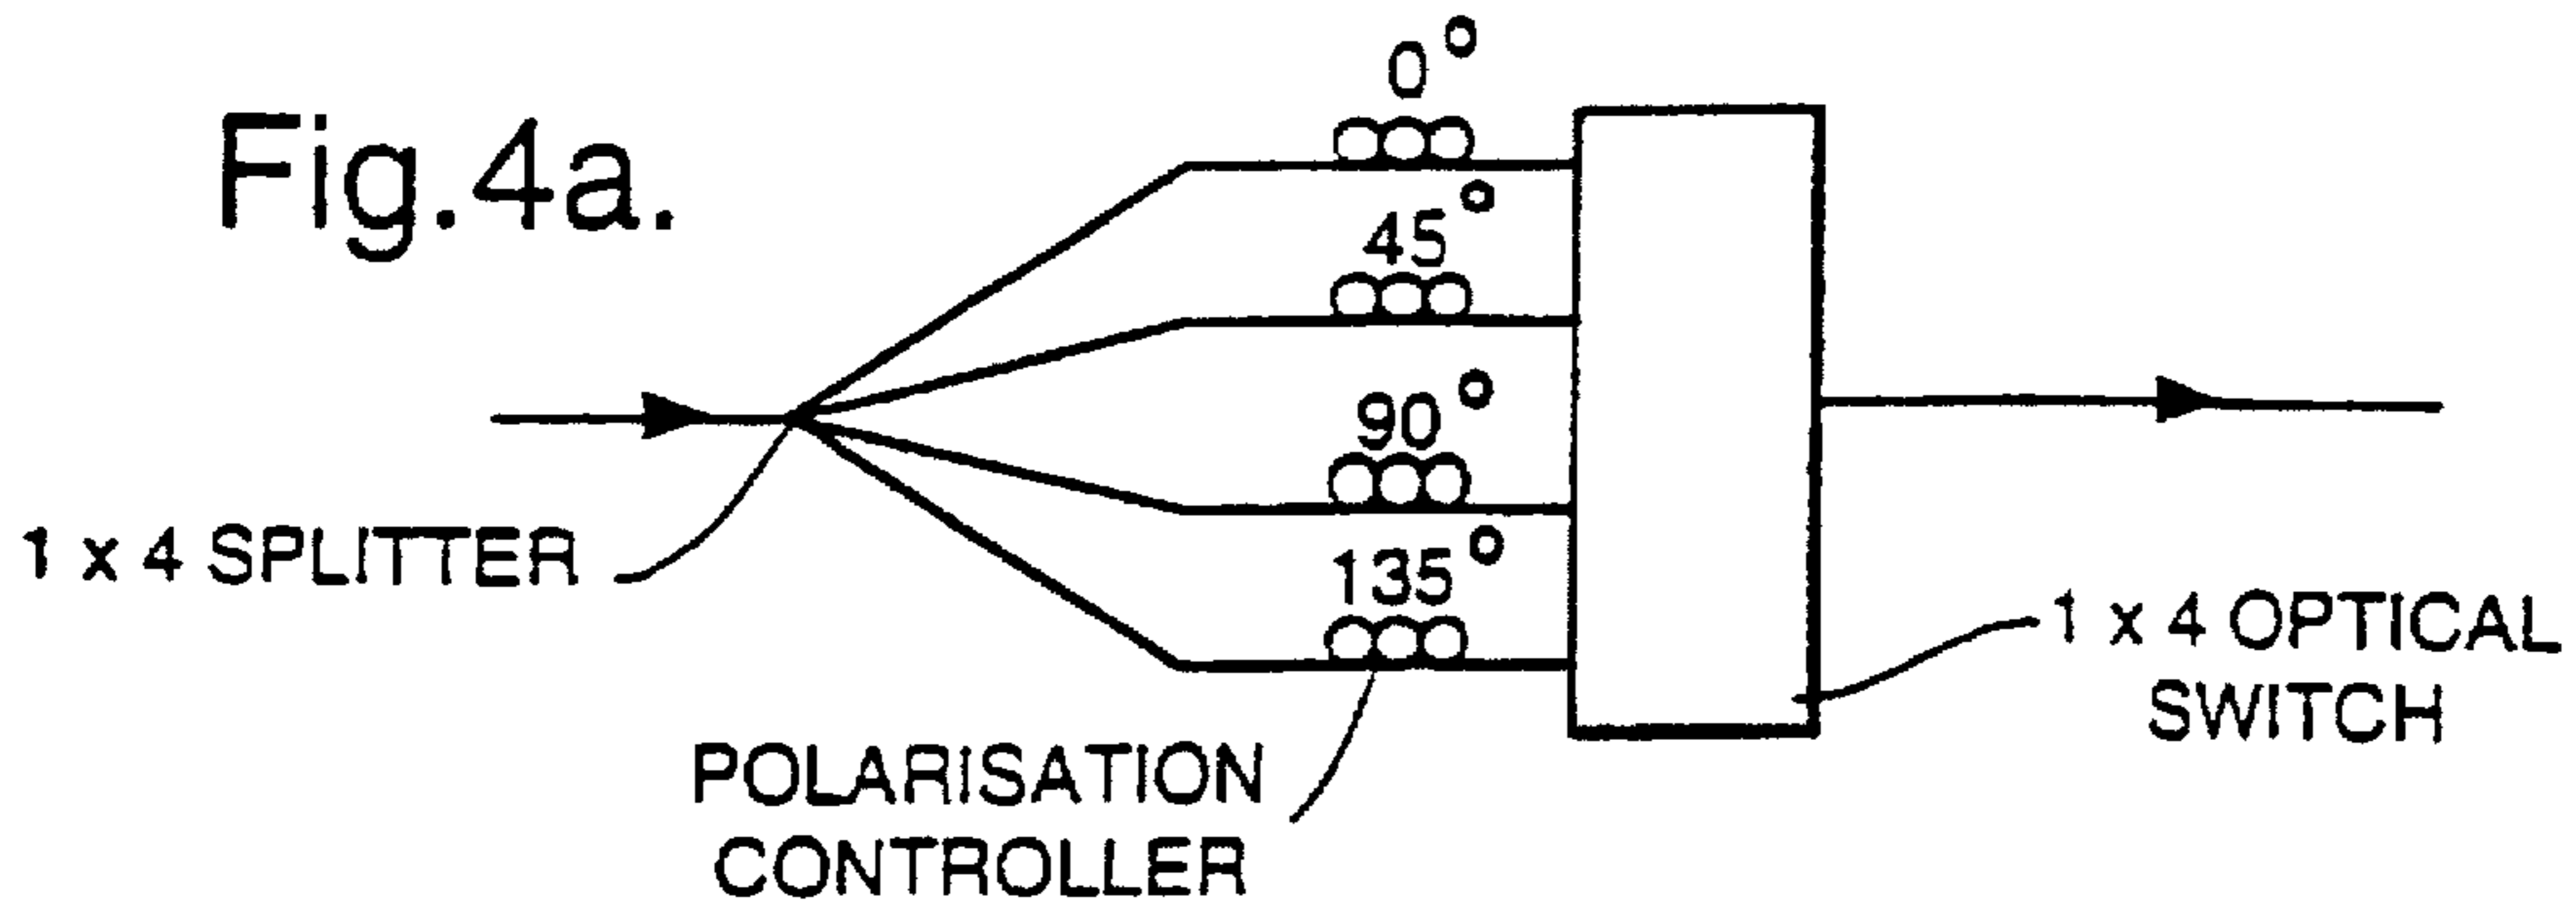 Fig.4a.
0°
45°
90°
135°
1 x 4 SPLITTER
POLARISATION
CONTROLLER
1 x 4 OPTICAL
SWITCH